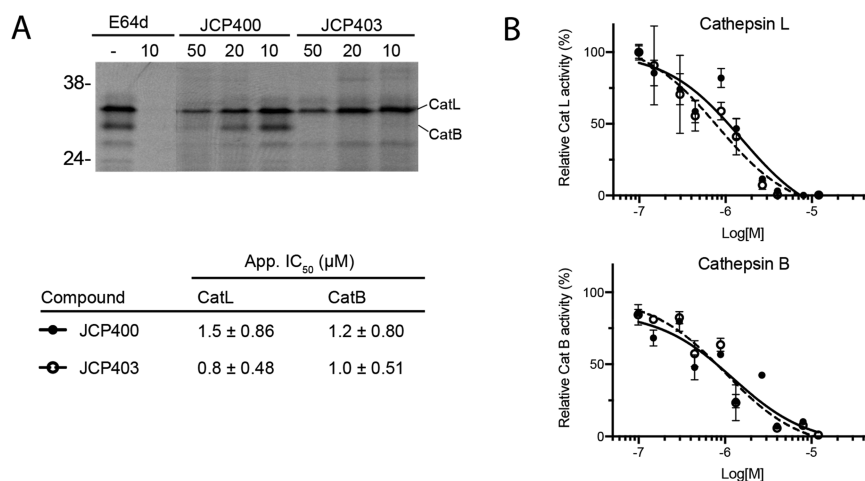 A
E64d JCP400 JCP403
- 10 50 20 10 50 20 10
38-
CatL
CatB
24-
App. IC50 (µM)
Compound CatL CatB
JCP400 1.5 ± 0.86 1.2 ± 0.80
JCP403 0.8 ± 0.48 1.0 ± 0.51
B
Cathepsin L
Relative Cat L activity (%)
100
50
0
-7 -6 -5
Log[M]
Cathepsin B
Relative Cat B activity (%)
100
50
0
-7 -6 -5
Log[M]